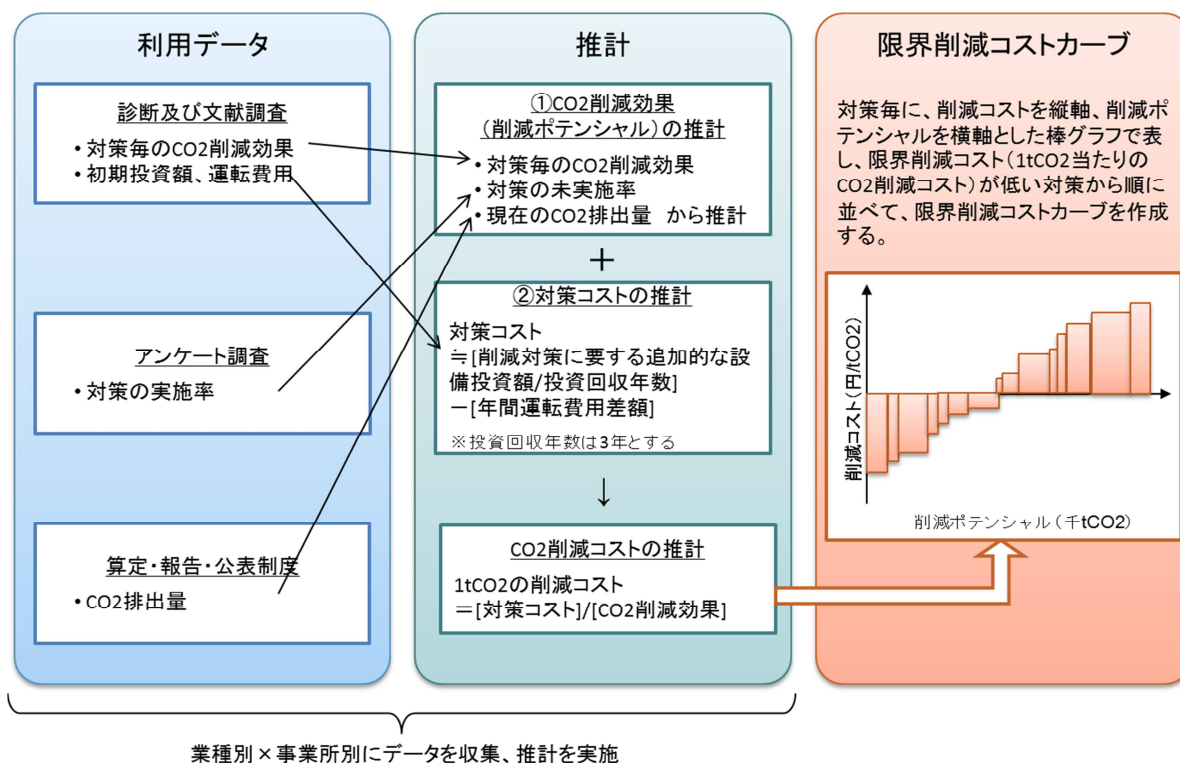 利用データ
診断及び文献調査
・対策毎のCO2削減効果
・初期投資額、運転費用
アンケート調査
・対策の実施率
算定・報告・公表制度
・CO2排出量
推計
①CO2削減効果
(削減ポテンシャル)の推計
・対策毎のCO2削減効果
・対策の未実施率
・現在のCO2排出量 から推計
+
②対策コストの推計
対策コスト
≒[削減対策に要する追加的な設
備投資額/投資回収年数]
－[年間運転費用差額]
※投資回収年数は3年とする
↓
CO2削減コストの推計
1tCO2の削減コスト
＝[対策コスト]/[CO2削減効果]
限界削減コストカーブ
対策毎に、削減コストを縦軸、削減ポ
テンシャルを横軸とした棒グラフで表
し、限界削減コスト(1tCO2当たりの
CO2削減コスト)が低い対策から順に
並べて、限界削減コストカーブを作成
する。
削減コスト(円/tCO2)
削減ポテンシャル(千tCO2)
業種別×事業所別にデータを収集、推計を実施